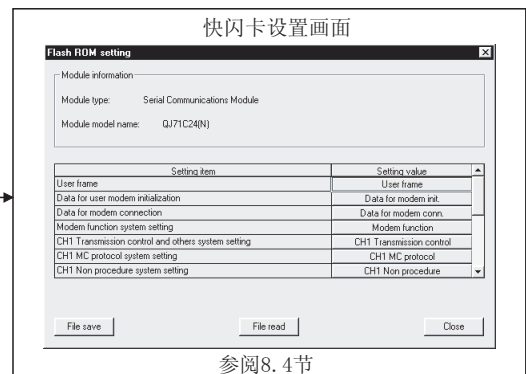 快闪卡设置画面
Flash ROM setting
Module information
Module type: Serial Communications Module
Module model name: QJ71C24(N)
Setting item Setting value
User frame User frame
Data for user modem initialization Data for modem init.
Data for modem connection Data for modem conn.
Modem function system setting Modem function
CH1 Transmission control and others system setting CH1 Transmission control
CH1 MC protocol system setting CH1 MC protocol
CH1 Non procedure system setting CH1 Non procedure
File save File read Close
参阅8.4节